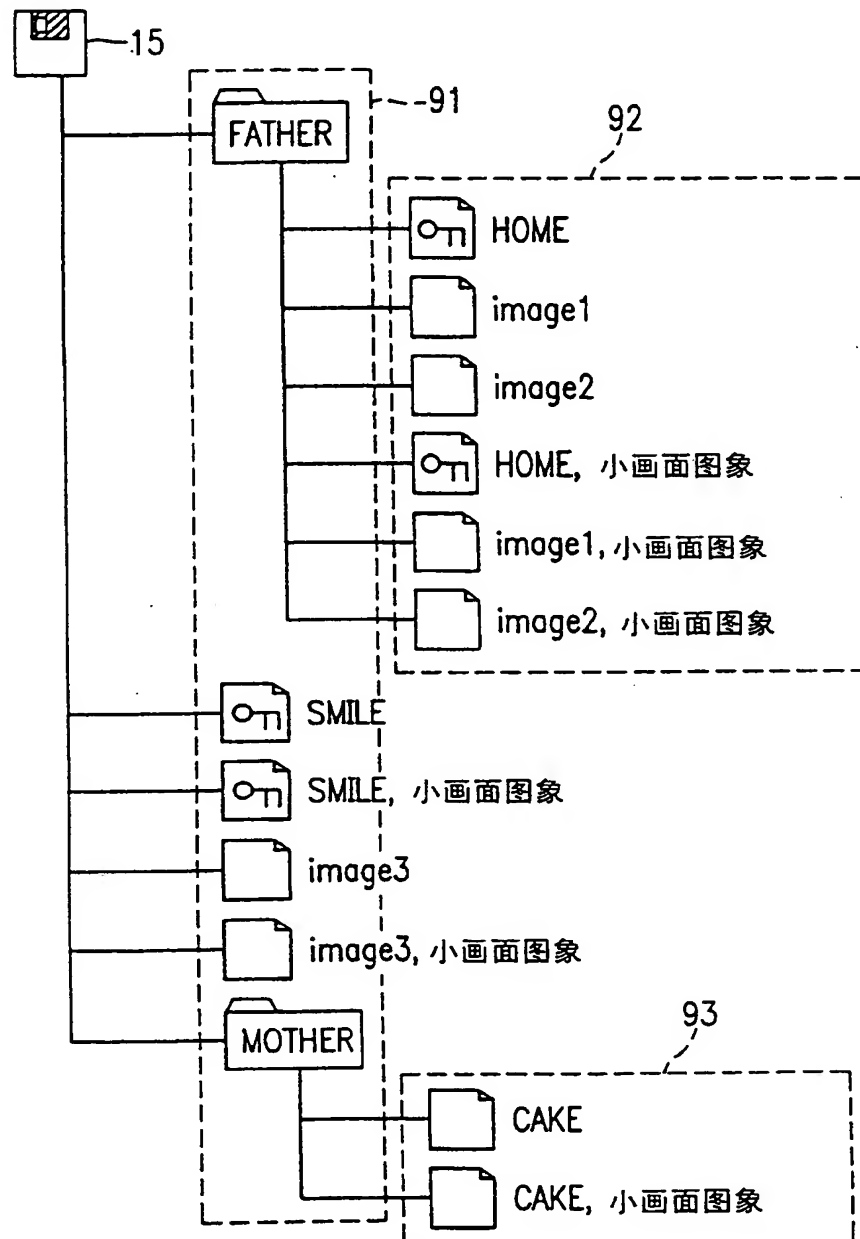 15
91
FATHER
92
HOME
image1
image2
HOME, 小画面图象
image1, 小画面图象
image2, 小画面图象
SMILE
SMILE, 小画面图象
image3
image3, 小画面图象
MOTHER
93
CAKE
CAKE, 小画面图象